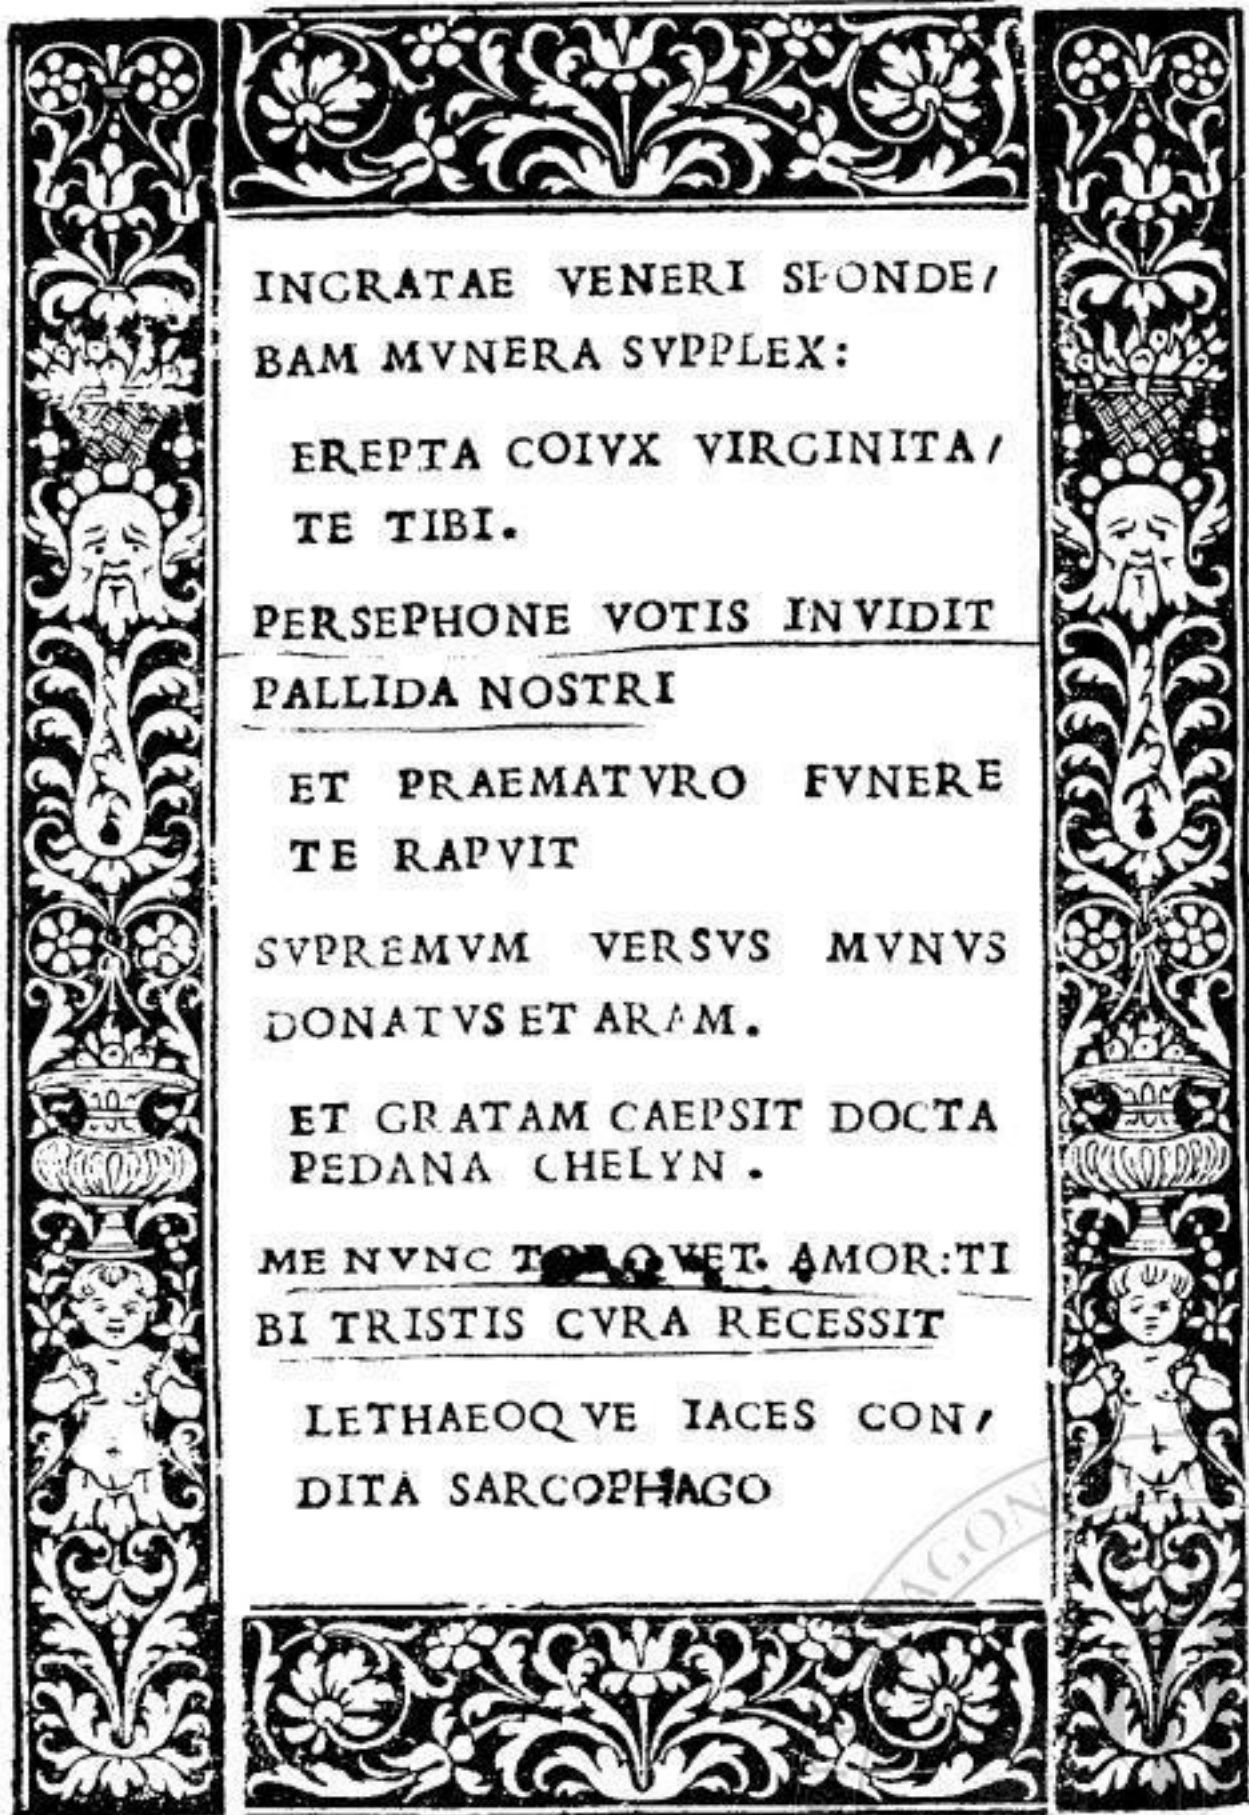 INGRATAE VENERI SPONDE/
BAM MVNERA SVPPLEX:
EREPTA COIVX VIRGINITA/
TE TIBI.
PERSEPHONE VOTIS INVIDIT
PALLIDA NOSTRI
ET PRAEMATVRO FVNERE
TE RAPVIT
SVPREMVM VERSVS MVNVS
DONATVS ET ARAM.
ET GRATAM CAEPSIT DOCTA
PEDANA CHELYN.
ME NVNC TORQVET. AMOR:TI
BI TRISTIS CVRA RECESSIT
LETHAEOQVE IACES CON/
DITA SARCOPHAGO